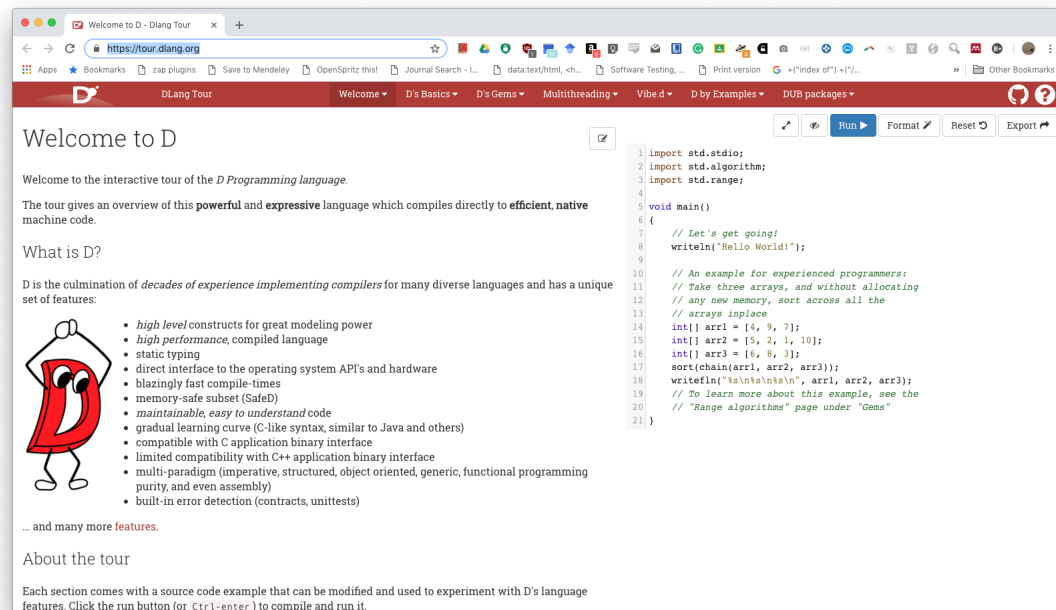 Welcome to D - Dlang Tour
https://tour.dlang.org
Apps Bookmarks zap plugins Save to Mendeley OpenSpritz this! Journal Search - I... data:text/html, <h... Software Testing, ... Print version +("index of") +("/... » Other Bookmarks
DLang Tour Welcome D's Basics D's Gems Multithreading Vibe.d D by Examples DUB packages
Run Format Reset Export
Welcome to D
Welcome to the interactive tour of the D Programming language.
The tour gives an overview of this powerful and expressive language which compiles directly to efficient, native
machine code.
What is D?
D is the culmination of decades of experience implementing compilers for many diverse languages and has a unique
set of features:
• high level constructs for great modeling power
• high performance, compiled language
• static typing
• direct interface to the operating system API's and hardware
• blazingly fast compile-times
• memory-safe subset (SafeD)
• maintainable, easy to understand code
• gradual learning curve (C-like syntax, similar to Java and others)
• compatible with C application binary interface
• limited compatibility with C++ application binary interface
• multi-paradigm (imperative, structured, object oriented, generic, functional programming
purity, and even assembly)
• built-in error detection (contracts, unittests)
... and many more features.
About the tour
Each section comes with a source code example that can be modified and used to experiment with D's language
features. Click the run button (or Ctrl-enter) to compile and run it.
1 import std.stdio;
2 import std.algorithm;
3 import std.range;
4
5 void main()
6 {
7 // Let's get going!
8 writeln("Hello World!");
9
10 // An example for experienced programmers:
11 // Take three arrays, and without allocating
12 // any new memory, sort across all the
13 // arrays inplace
14 int[] arr1 = [4, 9, 7];
15 int[] arr2 = [5, 2, 1, 10];
16 int[] arr3 = [6, 8, 3];
17 sort(chain(arr1, arr2, arr3));
18 writefln("%s\n%s\n%s\n", arr1, arr2, arr3);
19 // To learn more about this example, see the
20 // "Range algorithms" page under "Gems"
21 }